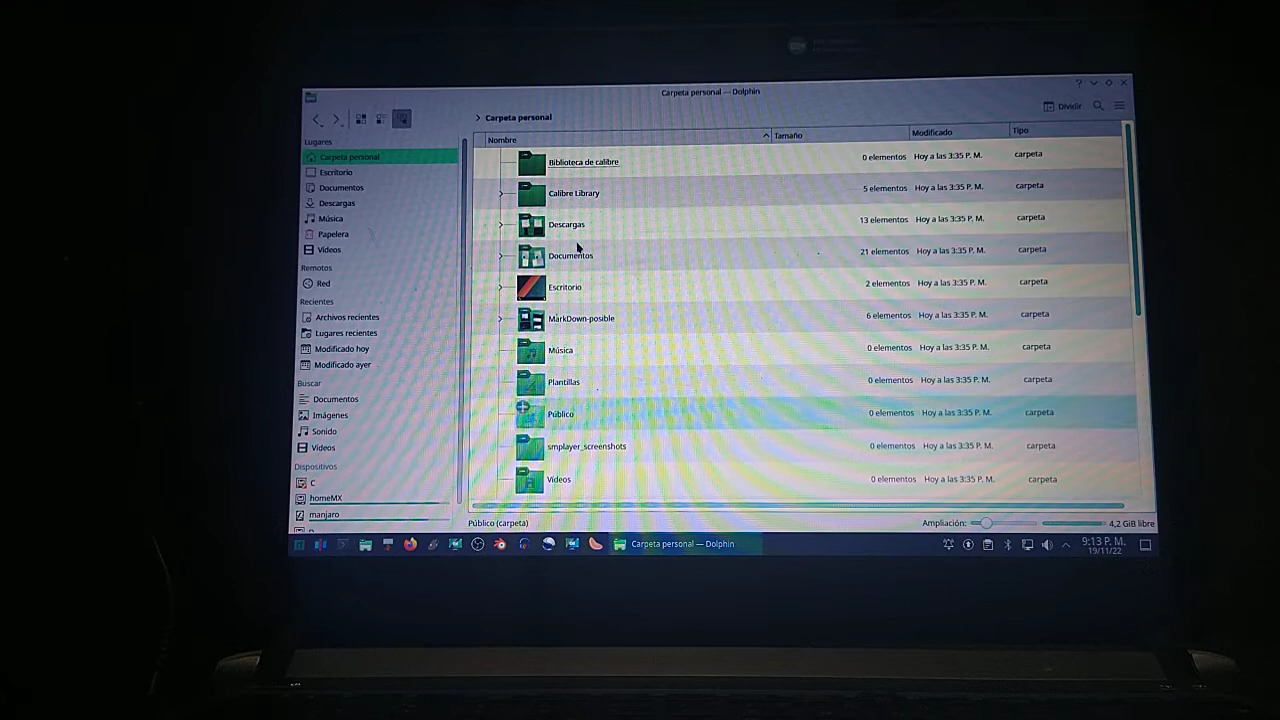 Carpeta personal — Dolphin
Dividir
Carpeta personal
Lugares
Carpeta personal
Escritorio
Documentos
Descargas
Música
Papelera
Vídeos
Remotos
Red
Recientes
Archivos recientes
Lugares recientes
Modificado hoy
Modificado ayer
Buscar
Documentos
Imágenes
Sonido
Vídeos
Dispositivos
C
homeMX
manjaro
Nombre Tamaño Modificado Tipo
Biblioteca de calibre 0 elementos Hoy a las 3:35 P. M. carpeta
Calibre Library 5 elementos Hoy a las 3:35 P. M. carpeta
Descargas 13 elementos Hoy a las 3:35 P. M. carpeta
Documentos 21 elementos Hoy a las 3:35 P. M. carpeta
Escritorio 2 elementos Hoy a las 3:35 P. M. carpeta
MarkDown-posible 6 elementos Hoy a las 3:35 P. M. carpeta
Música 0 elementos Hoy a las 3:35 P. M. carpeta
Plantillas 0 elementos Hoy a las 3:35 P. M. carpeta
Público 0 elementos Hoy a las 3:35 P. M. carpeta
smplayer_screenshots 0 elementos Hoy a las 3:35 P. M. carpeta
Vídeos 0 elementos Hoy a las 3:35 P. M. carpeta
Público (carpeta) Ampliación: 4,2 GiB libre
Carpeta personal — Dolphin
9:13 P. M.
19/11/22